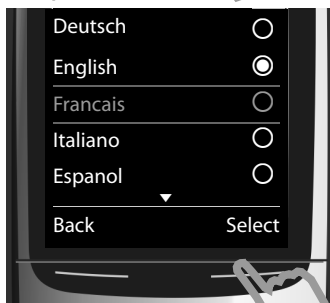 Deutsch
English
Francais
Italiano
Espanol
Back Select